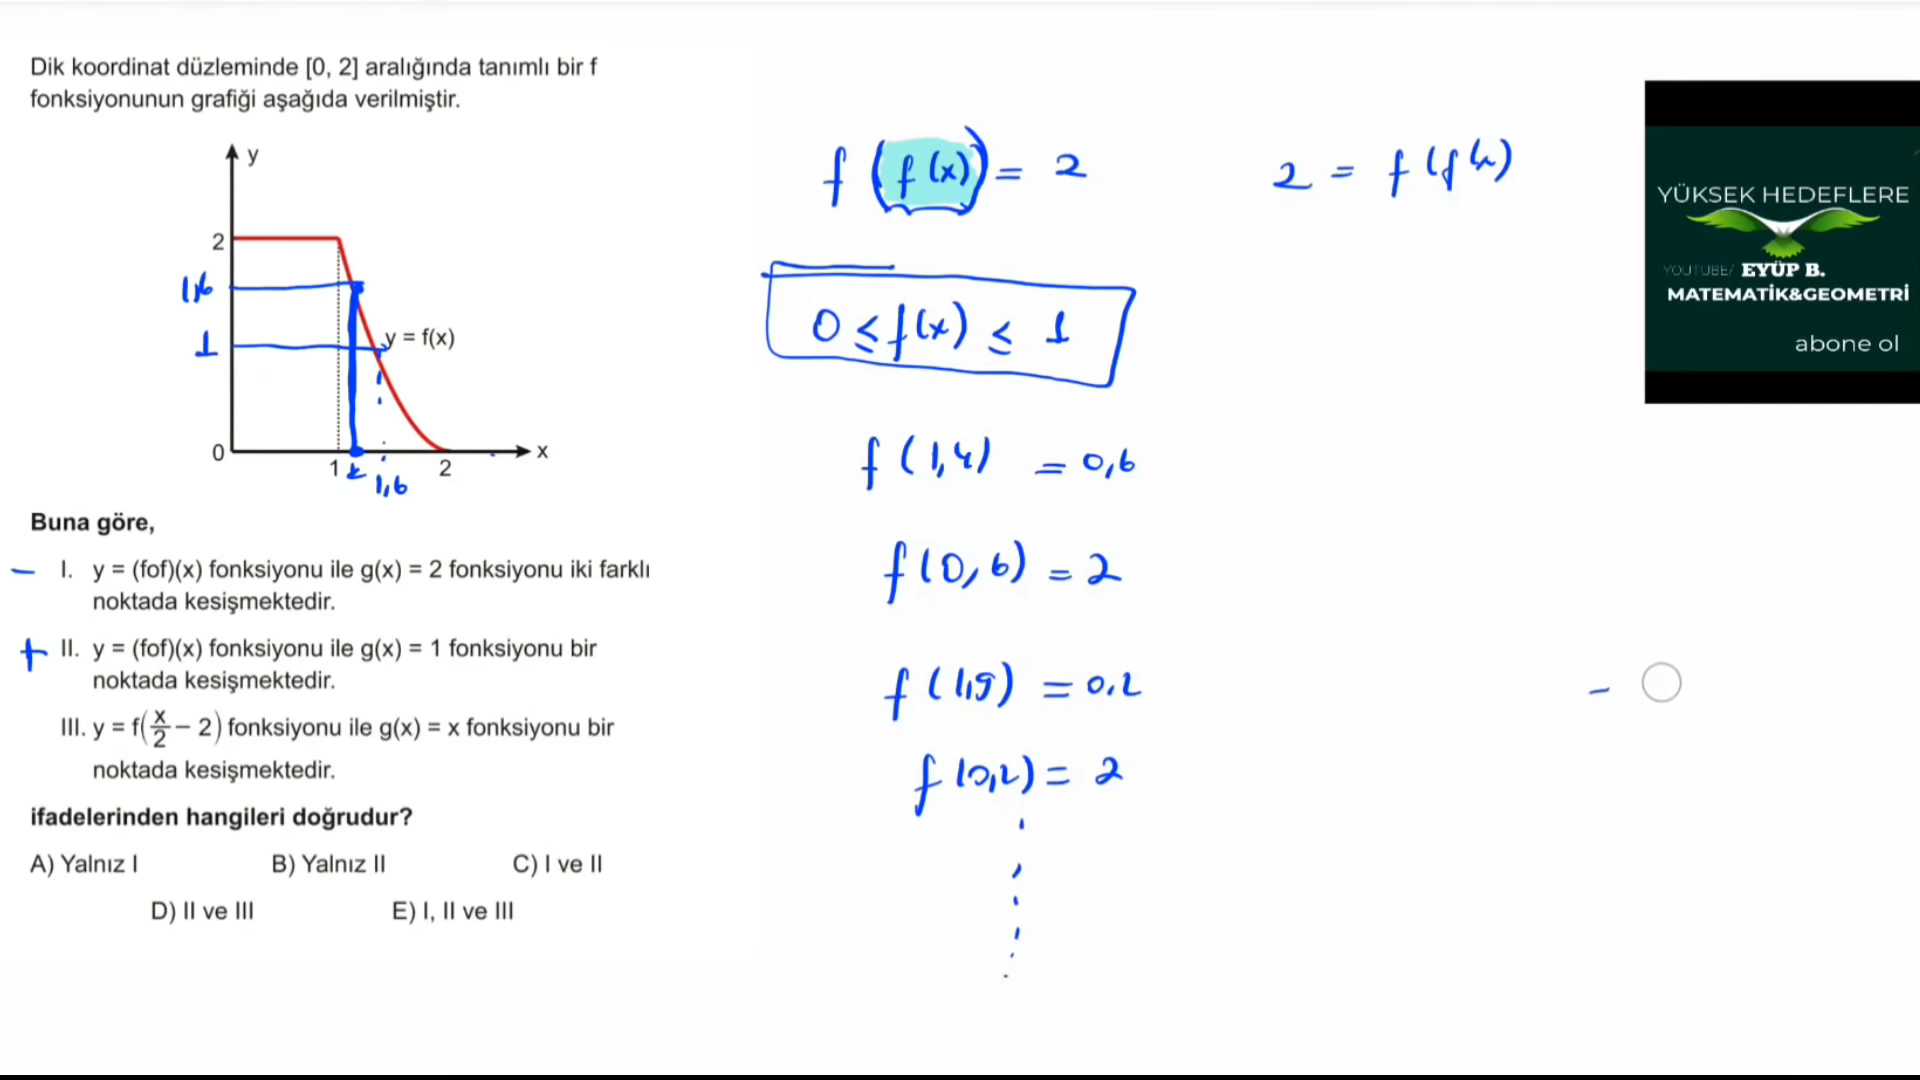 Dik koordinat düzleminde [0, 2] aralığında tanımlı bir f
fonksiyonunun grafiği aşağıda verilmiştir.
y
2
1,6
1
y = f(x)
0
1
1,6
2
x
Buna göre,
– I. y = (fof)(x) fonksiyonu ile g(x) = 2 fonksiyonu iki farklı
noktada kesişmektedir.
+ II. y = (fof)(x) fonksiyonu ile g(x) = 1 fonksiyonu bir
noktada kesişmektedir.
III. y = f(x/2 – 2) fonksiyonu ile g(x) = x fonksiyonu bir
noktada kesişmektedir.
ifadelerinden hangileri doğrudur?
A) Yalnız I B) Yalnız II C) I ve II
D) II ve III E) I, II ve III
f(f(x)) = 2
0 ≤ f(x) ≤ 1
f(1,4) = 0,6
f(0,6) = 2
f(1,9) = 0,2
f(0,2) = 2
2 = f(f
YÜKSEK HEDEFLERE
YOUTUBE/ EYÜP B.
MATEMATİK&GEOMETRİ
abone ol